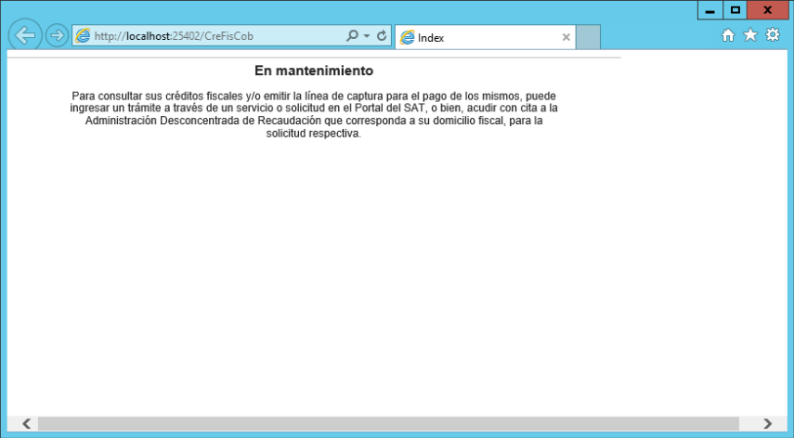 http://localhost:25402/CreFisCob
Index
En mantenimiento
Para consultar sus créditos fiscales y/o emitir la línea de captura para el pago de los mismos, puede
ingresar un trámite a través de un servicio o solicitud en el Portal del SAT, o bien, acudir con cita a la
Administración Desconcentrada de Recaudación que corresponda a su domicilio fiscal, para la
solicitud respectiva.